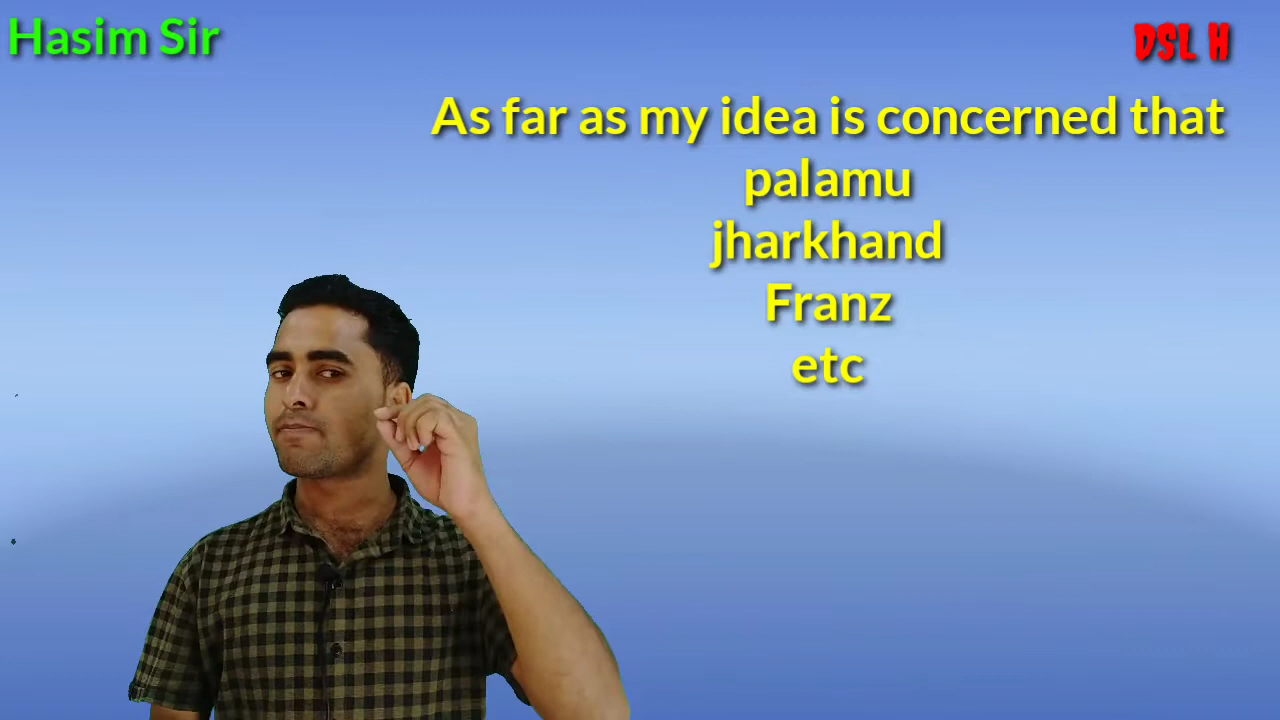 Hasim Sir
DSL H
As far as my idea is concerned that
palamu
jharkhand
Franz
etc